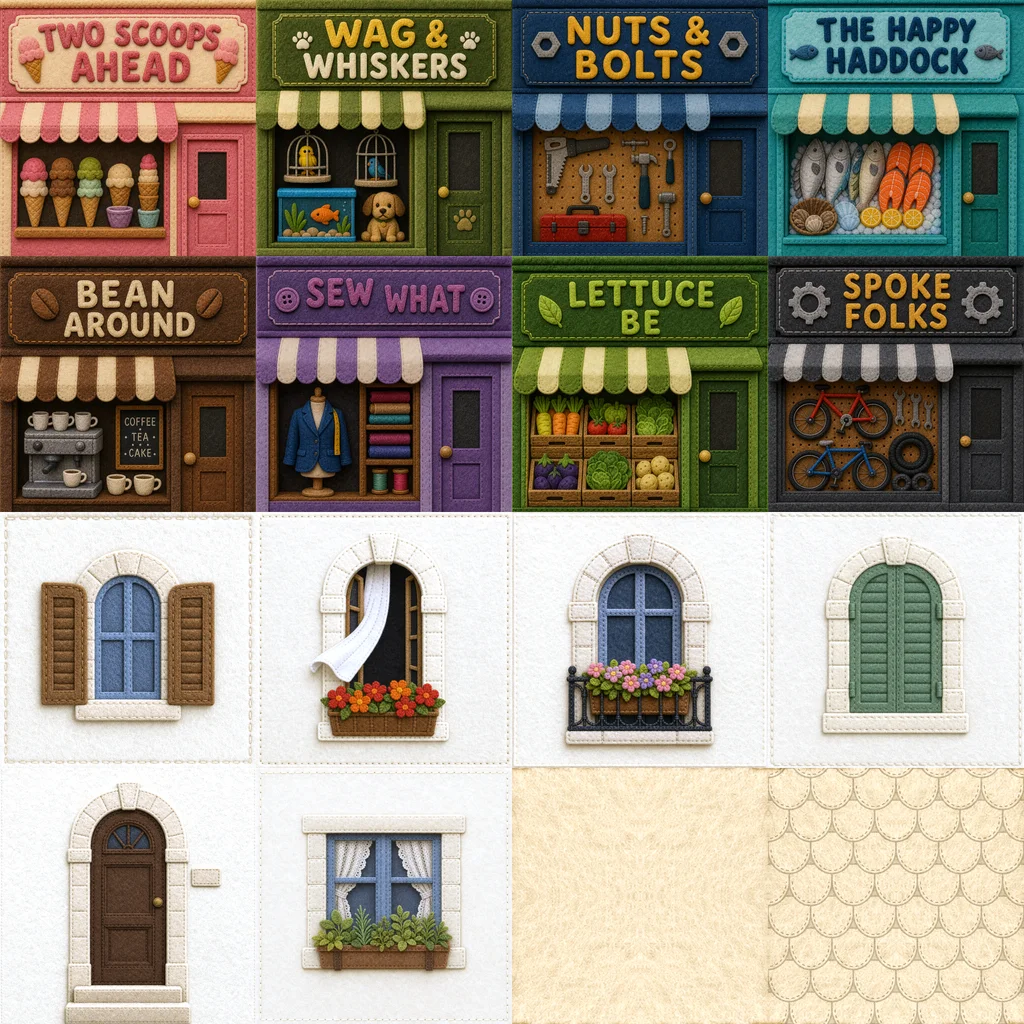 TWO SCOOPS
AHEAD
WAG &
WHISKERS
NUTS &
BOLTS
THE HAPPY
HADDOCK
BEAN
AROUND
COFFEE
• TEA •
CAKE
SEW WHAT
LETTUCE
BE
SPOKE
FOLKS